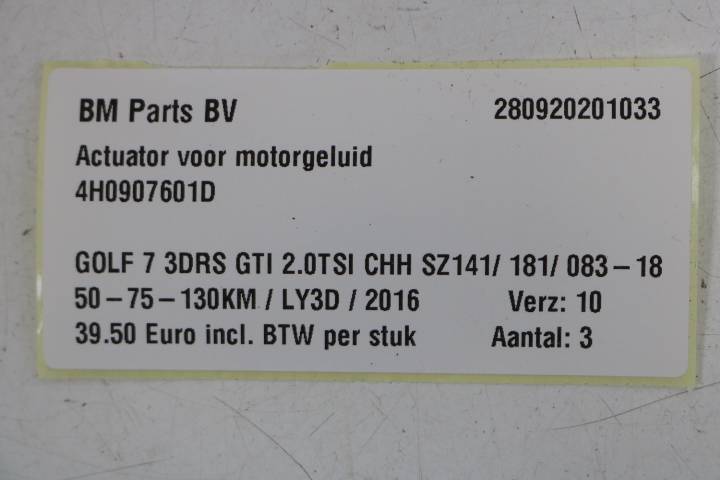 BM Parts BV 280920201033
Actuator voor motorgeluid
4H0907601D
GOLF 7 3DRS GTI 2.0TSI CHH SZ141/ 181/ 083-18
50-75-130KM / LY3D / 2016 Verz: 10
39.50 Euro incl. BTW per stuk Aantal: 3